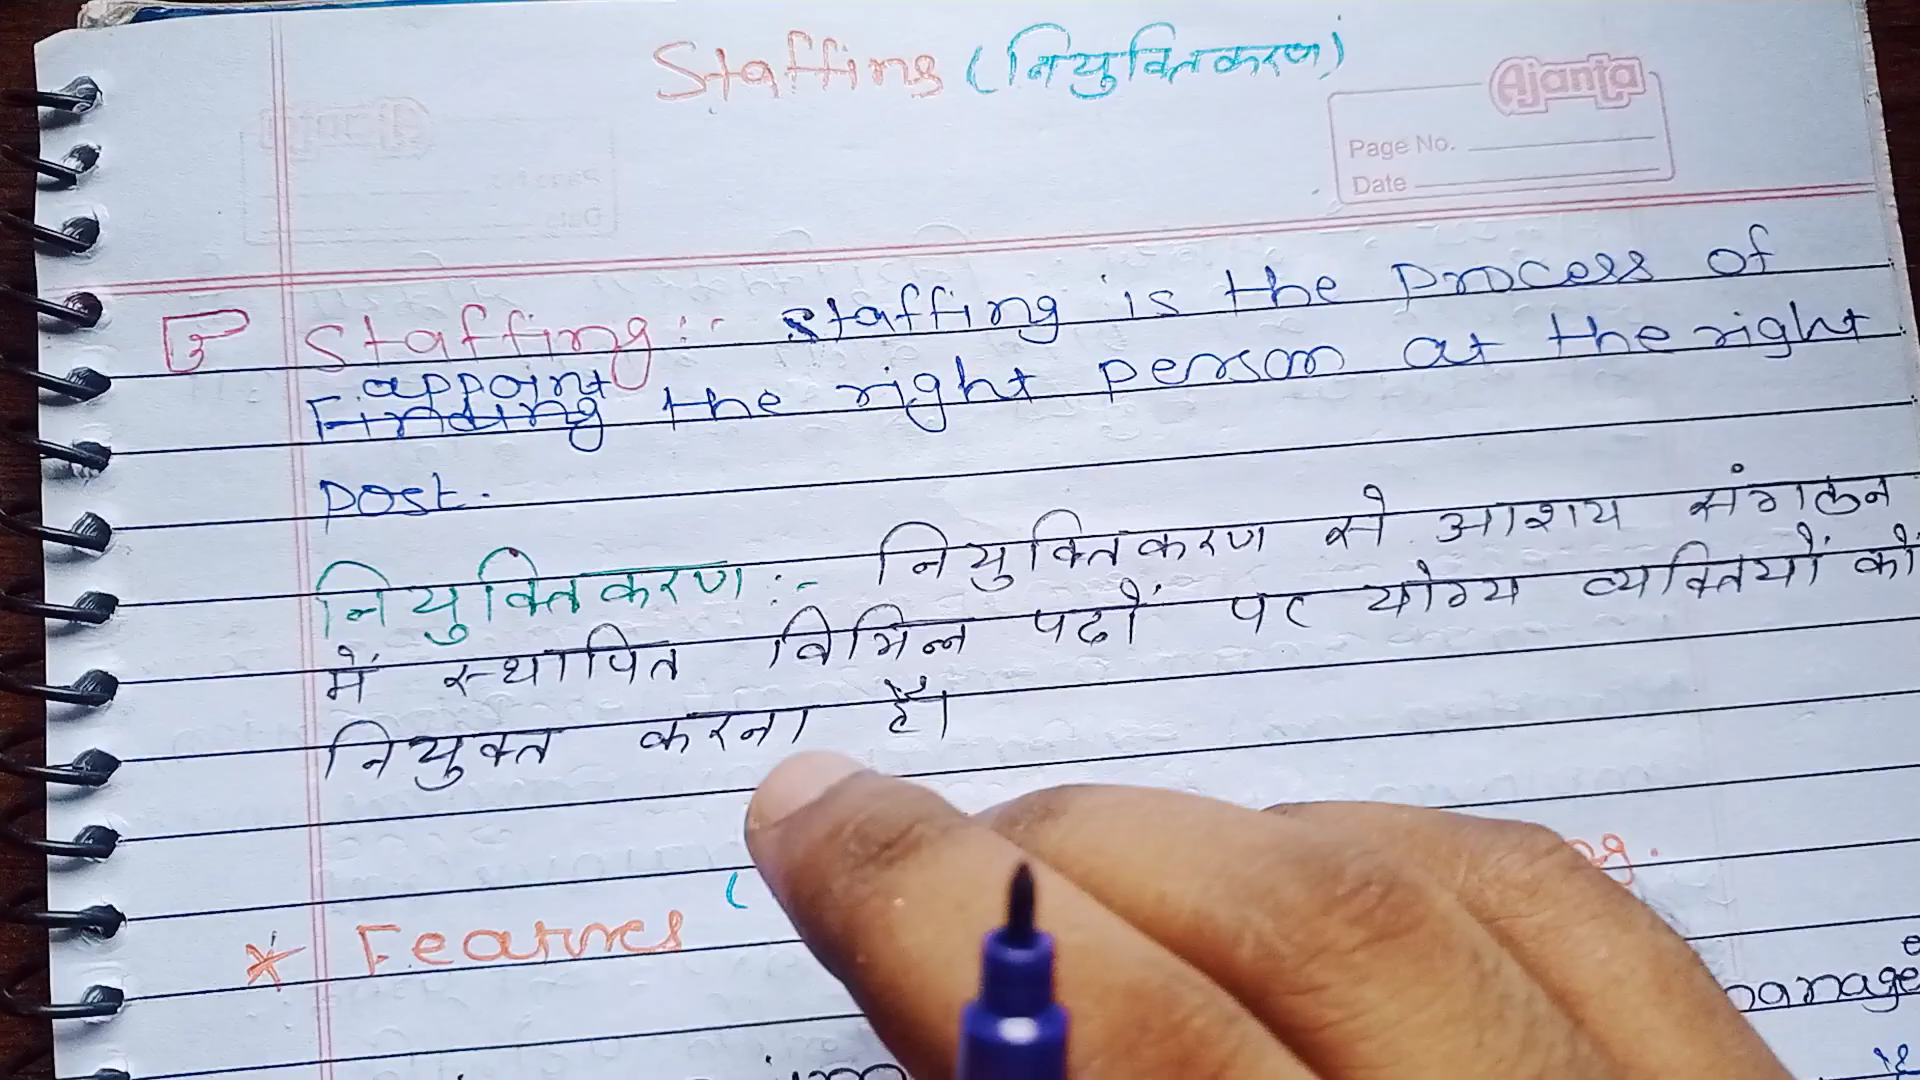 Staffing (नियुक्तिकरण)
Ajanta
Page No.
Date
Staffing:- staffing is the process of
appoint
Finding the right person at the right
post.
नियुक्तिकरण:- नियुक्तिकरण से आशय संगठन
में स्थापित विभिन्न पदों पर योग्य व्यक्तियों को
नियुक्त करना है।
* Features (